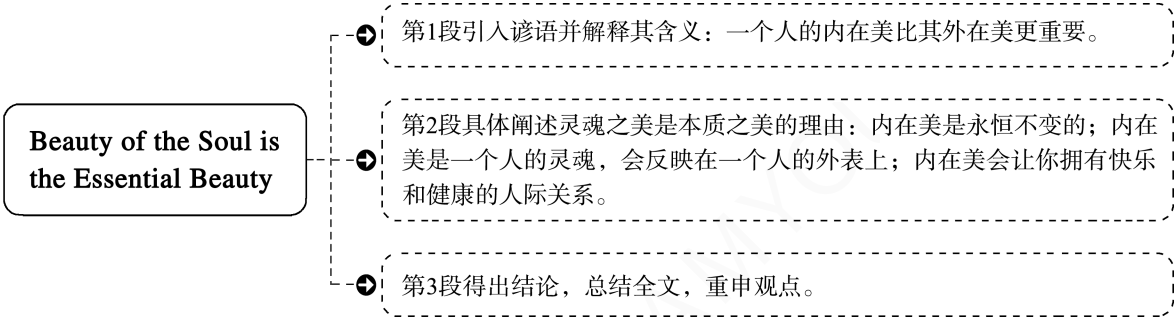 Beauty of the Soul is
the Essential Beauty
第1段引入谚语并解释其含义：一个人的内在美比其外在美更重要。
第2段具体阐述灵魂之美是本质之美的理由：内在美是永恒不变的；内在
美是一个人的灵魂，会反映在一个人的外表上；内在美会让你拥有快乐
和健康的人际关系。
第3段得出结论，总结全文，重申观点。